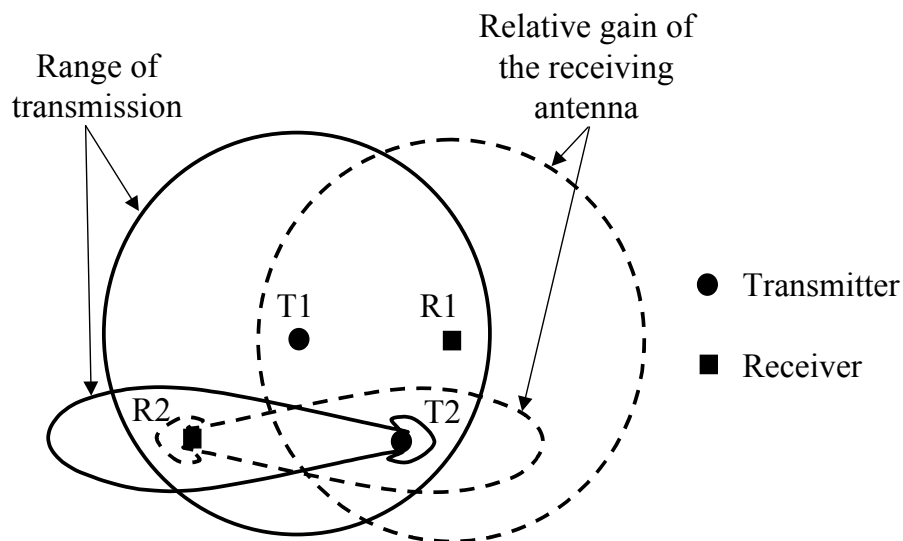 Range of
transmission
Relative gain of
the receiving
antenna
T1
R1
Transmitter
Receiver
R2
T2